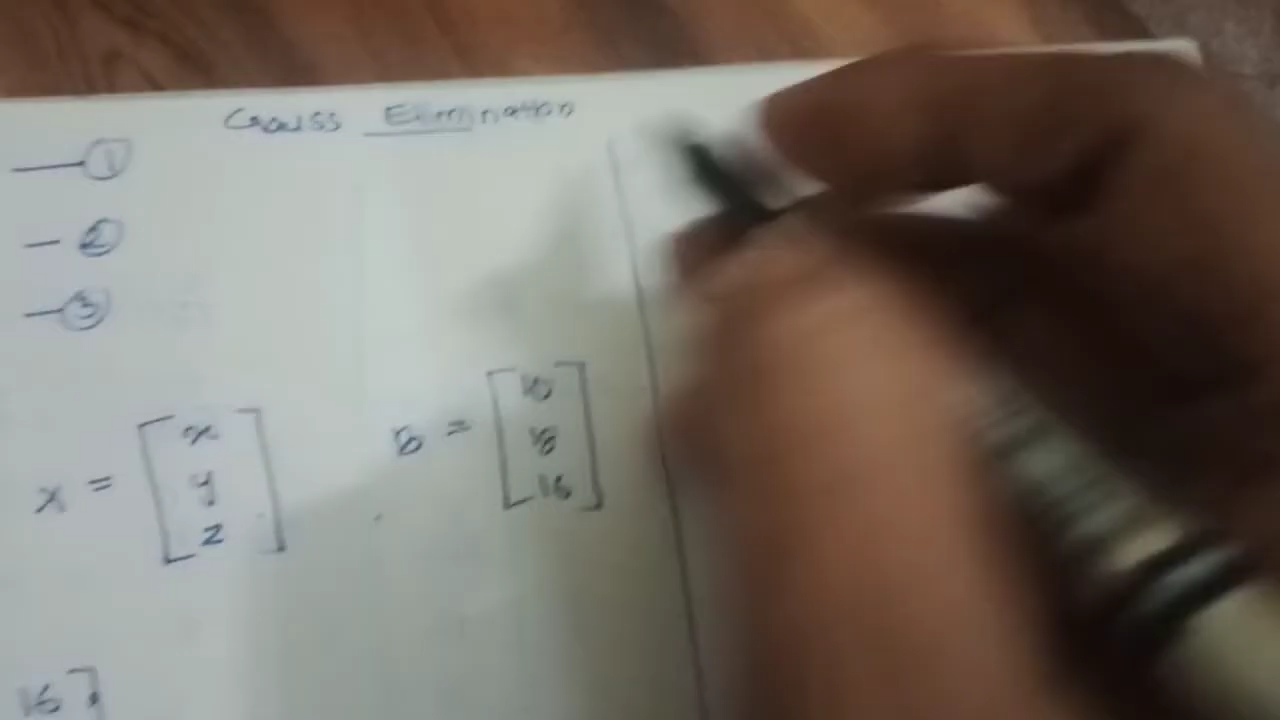 Gauss Elimination
— ①
— ②
— ③
x = [x y z]
B = [10 18 16]
16]